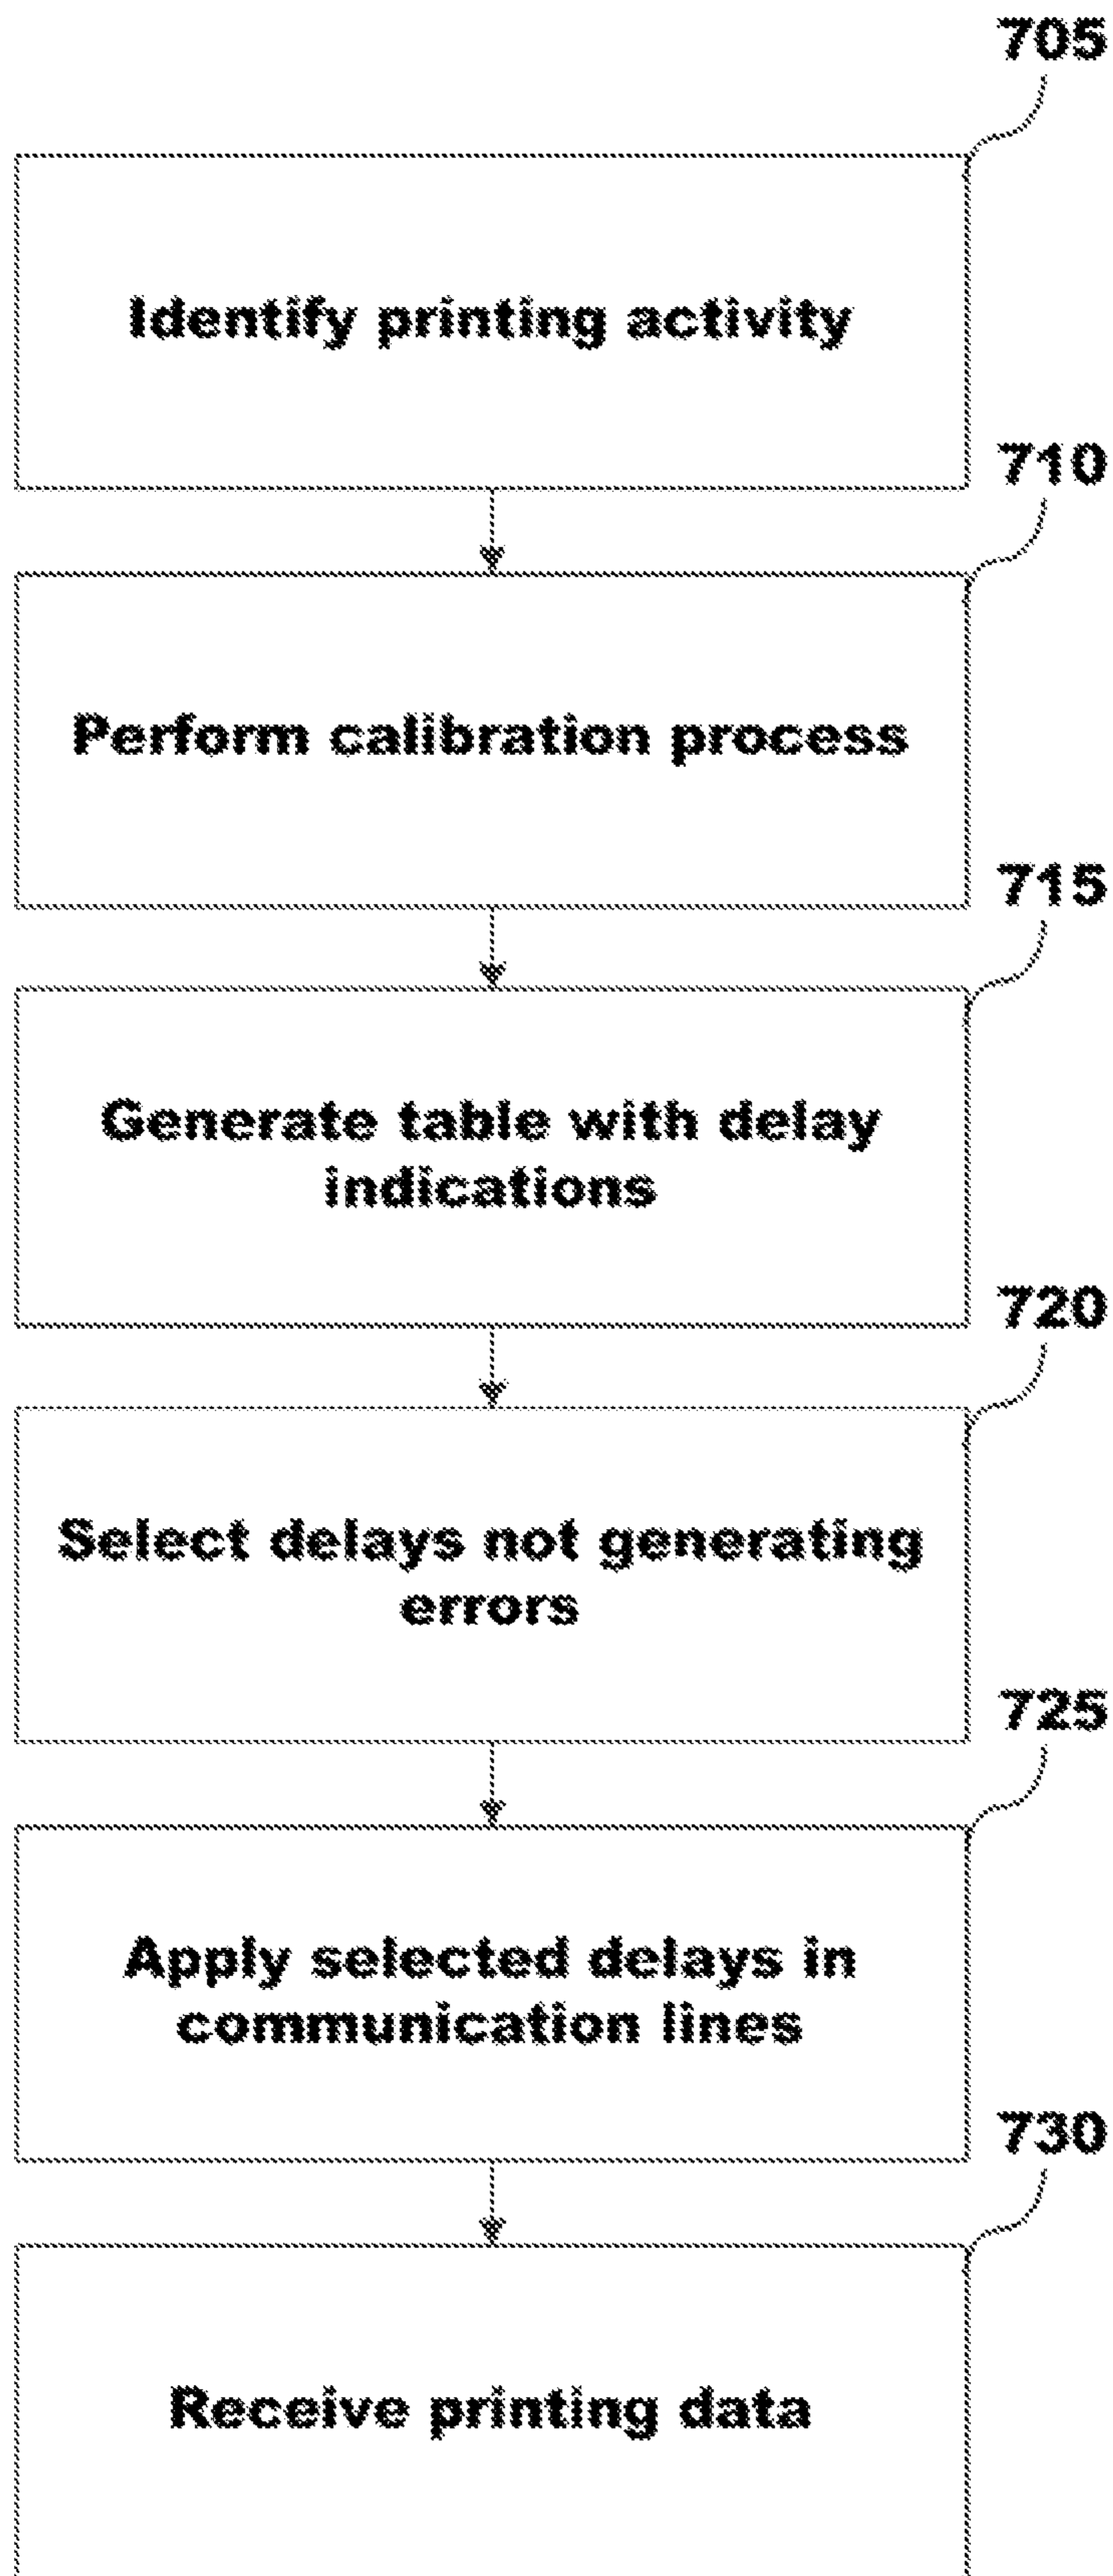 705
Identify printing activity
710
Perform calibration process
715
Generate table with delay
indications
720
Select delays not generating
errors
725
Apply selected delays in
communication lines
730
Receive printing data